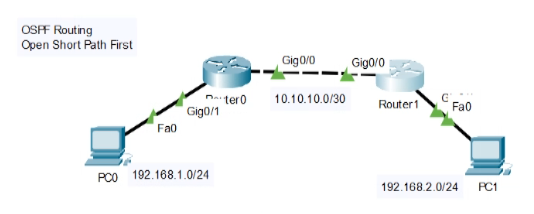 OSPF Routing
Open Short Path First
Gig0/0
Gig0/0
Router0
10.10.10.0/30
Router1
Gig0/1
Fa0
Fa0
PC0
192.168.1.0/24
192.168.2.0/24
PC1